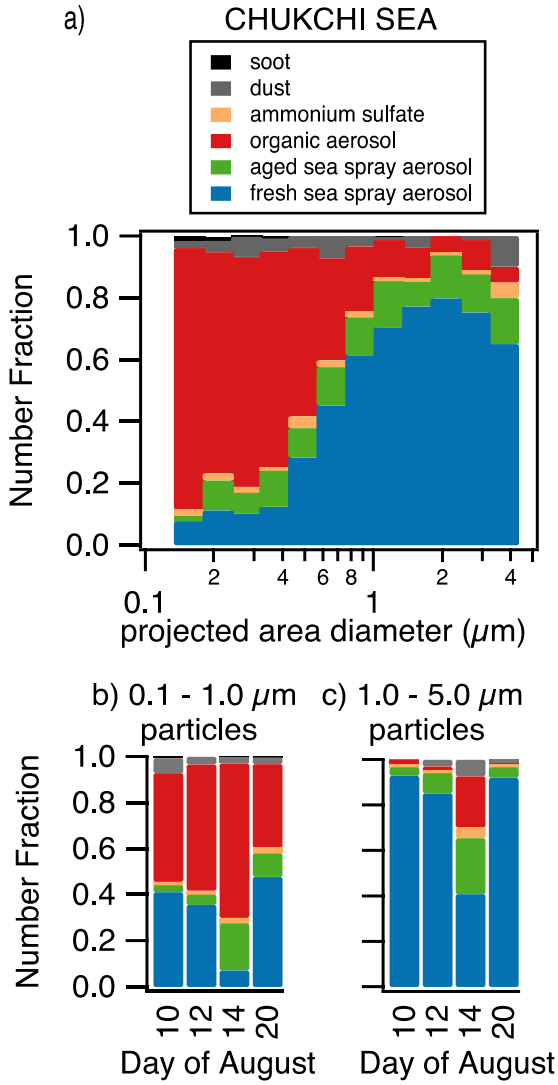 a) CHUKCHI SEA
soot
dust
ammonium sulfate
organic aerosol
aged sea spray aerosol
fresh sea spray aerosol
Number Fraction
1.0
0.8
0.6
0.4
0.2
0.0
2 4 6 8 2 4
0.1 1
projected area diameter (μm)
b) 0.1 - 1.0 μm particles
c) 1.0 - 5.0 μm particles
Number Fraction
1.0
0.8
0.6
0.4
0.2
0.0
10 12 14 20
10 12 14 20
Day of August
Day of August